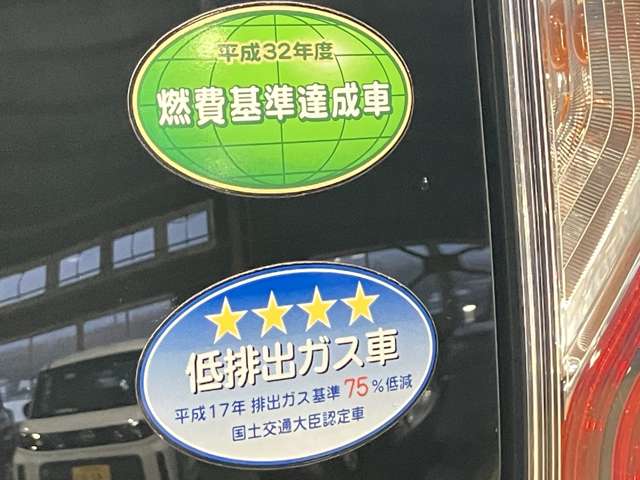 平成32年度
燃費基準達成車
低排出ガス車
平成17年 排出ガス基準 75%低減
国土交通大臣認定車